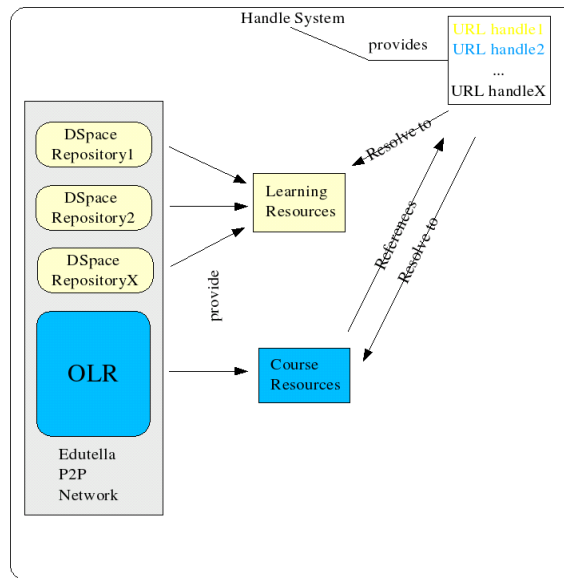 Handle System
provides
URL handle1
URL handle2
...
URL handleX
DSpace
Repository1
DSpace
Repository2
DSpace
RepositoryX
OLR
Edutella
P2P
Network
Learning
Resources
provide
Course
Resources
Resolve to
References
Resolve to